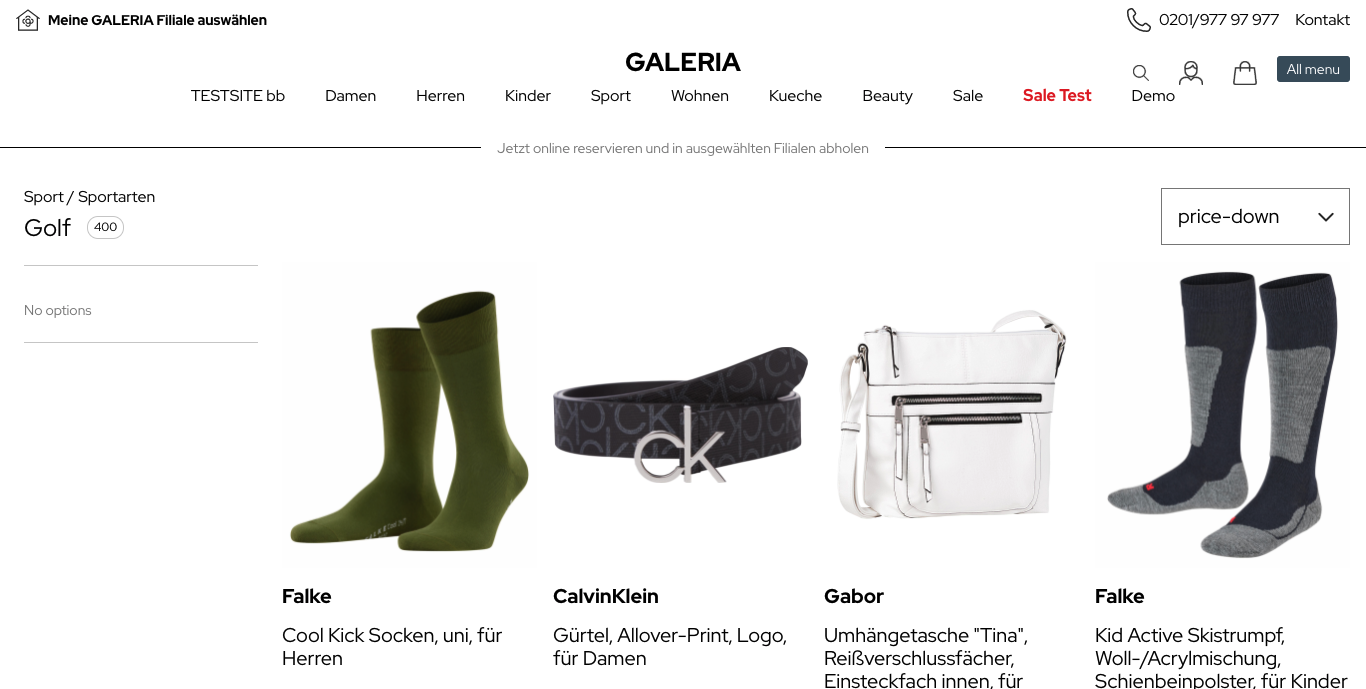 Meine GALERIA Filiale auswählen
0201/977 97 977 Kontakt
GALERIA
All menu
TESTSITE bb Damen Herren Kinder Sport Wohnen Kueche Beauty Sale Sale Test Demo
Jetzt online reservieren und in ausgewählten Filialen abholen
Sport / Sportarten
Golf 400
price-down
No options
ck
Falke
CalvinKlein
Gabor
Falke
Cool Kick Socken, uni, für
Herren
Gürtel, Allover-Print, Logo,
für Damen
Umhängetasche "Tina",
Reißverschlussfächer,
Einsteckfach innen, für
Kid Active Skistrumpf,
Woll-/Acrylmischung,
Schienbeinpolster, für Kinder